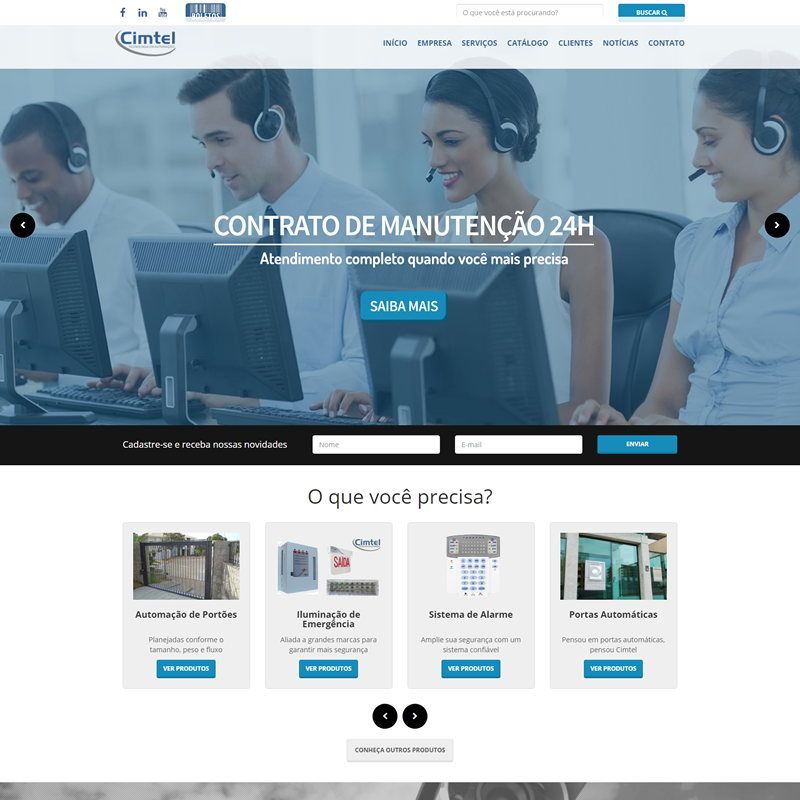 BOLETOS
O que você está procurando?
BUSCAR
Cimtel
INÍCIO EMPRESA SERVIÇOS CATÁLOGO CLIENTES NOTÍCIAS CONTATO
CONTRATO DE MANUTENÇÃO 24H
Atendimento completo quando você mais precisa
SAIBA MAIS
Cadastre-se e receba nossas novidades
Nome
E-mail
ENVIAR
O que você precisa?
Automação de Portões
Planejadas conforme o
tamanho, peso e fluxo
VER PRODUTOS
Cimtel
SAÍDA
Iluminação de
Emergência
Aliada a grandes marcas para
garantir mais segurança
VER PRODUTOS
Sistema de Alarme
Amplie sua segurança com um
sistema confiável
VER PRODUTOS
Portas Automáticas
Pensou em portas automáticas,
pensou Cimtel
VER PRODUTOS
CONHEÇA OUTROS PRODUTOS